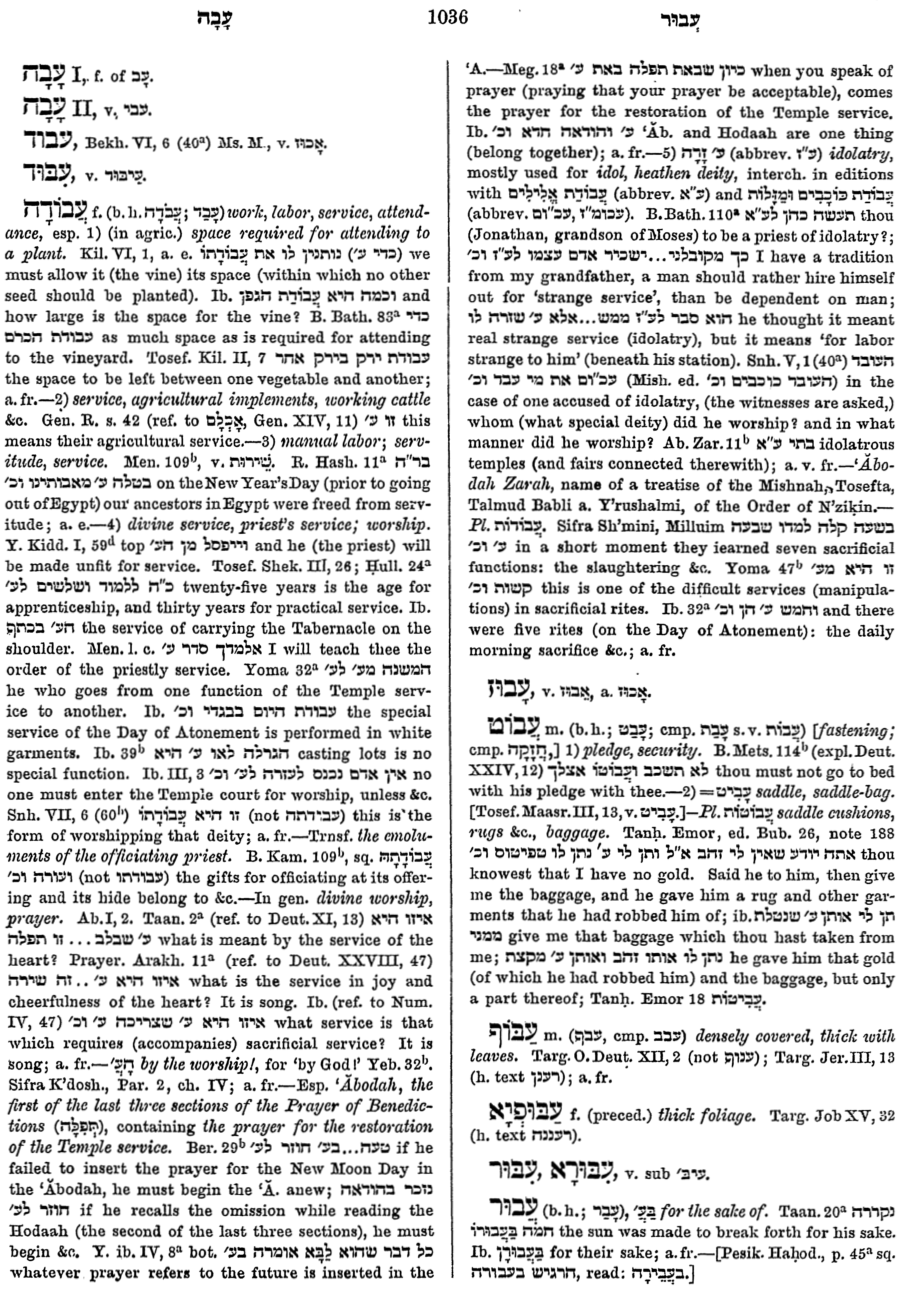 עָבָה
1036
עֲבוּר
עָבָה I, f. of עָב.
עָבָה II, v. עבי.
עבוד, Bekh. VI, 6 (40ᵃ) Ms. M., v. אָכוּז.
עִבּוּד, v. עִיבּוּד.
עֲבוֹדָה f. (b. h. עֲבֹדָה; עָבַד) work, labor, service, attend-
ance, esp. 1) (in agric.) space required for attending to
a plant. Kil. VI, 1, a. e. נותנין לו את עֲבוֹדָתוֹ (כדי ע׳) we
must allow it (the vine) its space (within which no other
seed should be planted). Ib. וכמה היא עֲבוֹדַת הגפן and
how large is the space for the vine? B. Bath. 83ᵃ כדי
עבודת הכרם as much space as is required for attending
to the vineyard. Tosef. Kil. II, 7 עבודת ירק בירק אחר
the space to be left between one vegetable and another;
a. fr.—2) service, agricultural implements, working cattle
&c. Gen. R. s. 42 (ref. to אָכְלָם, Gen. XIV, 11) זו ע׳ this
means their agricultural service.—3) manual labor; serv-
itude, service. Men. 109ᵇ, v. שֵׁירוּת. R. Hash. 11ᵃ בר״ה
בטלה ע׳ מאבותינו וכ׳ on the New Year's Day (prior to going
out of Egypt) our ancestors in Egypt were freed from serv-
itude; a. e.—4) divine service, priest's service; worship.
Y. Kidd. I, 59ᵈ top וייפסל מן הע׳ and he (the priest) will
be made unfit for service. Tosef. Shek. III, 26; Ḥull. 24ᵃ
כ״ה ללמוד ושלשים לע׳ twenty-five years is the age for
apprenticeship, and thirty years for practical service. Ib.
הע׳ בכתף the service of carrying the Tabernacle on the
shoulder. Men. l. c. אלמדך סדר ע׳ I will teach thee the
order of the priestly service. Yoma 32ᵃ המשנה מע׳ לע׳
he who goes from one function of the Temple serv-
ice to another. Ib. עבודת היום בבגדי וכ׳ the special
service of the Day of Atonement is performed in white
garments. Ib. 39ᵇ הגרלה לאו ע׳ היא casting lots is no
special function. Ib. III, 3 אין אדם נכנס לעזרה לע׳ וכ׳ no
one must enter the Temple court for worship, unless &c.
Snh. VII, 6 (60ᵇ) זו היא עֲבוֹדָתוֹ (not עבידתה) this is the
form of worshipping that deity; a. fr.—Trnsf. the emolu-
ments of the officiating priest. B. Kam. 109ᵇ, sq. עֲבוֹדָתָהּ
ועורה וכ׳ (not עבודתו) the gifts for officiating at its offer-
ing and its hide belong to &c.—In gen. divine worship,
prayer. Ab. I, 2. Taan. 2ᵃ (ref. to Deut. XI, 13) איזו היא
ע׳ שבלב ... זו תפלה what is meant by the service of the
heart? Prayer. Arakh. 11ᵃ (ref. to Deut. XXVIII, 47)
איזו היא ע׳ .. זה שירה what is the service in joy and
cheerfulness of the heart? It is song. Ib. (ref. to Num.
IV, 47) איזו היא ע׳ שצריכה ע׳ וכ׳ what service is that
which requires (accompanies) sacrificial service? It is
song; a. fr.—הָעֲ׳ by the worship!, for 'by God!' Yeb. 32ᵇ.
Sifra K'dosh., Par. 2, ch. IV; a. fr.—Esp. 'Ăbodah, the
first of the last three sections of the Prayer of Benedic-
tions (תְּפִלָּה), containing the prayer for the restoration
of the Temple service. Ber. 29ᵇ טעה...בע׳ חוזר לע׳ if he
failed to insert the prayer for the New Moon Day in
the 'Ăbodah, he must begin the 'Ă. anew; נזכר בהודאה
חוזר לע׳ if he recalls the omission while reading the
Hodaah (the second of the last three sections), he must
begin &c. Y. ib. IV, 8ᵃ bot. כל דבר שהוא לַבָּא אומרה בע׳
whatever prayer refers to the future is inserted in the
'A.—Meg. 18ᵃ כיון שבאת תפלה באת ע׳ when you speak of
prayer (praying that your prayer be acceptable), comes
the prayer for the restoration of the Temple service.
Ib. ע׳ והודאה חדא וכ׳ 'Ăb. and Hodaah are one thing
(belong together); a. fr.—5) ע׳ זָרָה (abbrev. ע״ז) idolatry,
mostly used for idol, heathen deity, interch. in editions
with עֲבוֹדַת אֱלִילִים (abbrev. ע״א) and עֲבוֹדַת כּוֹכָבִים וּמַזָּלוֹת
(abbrev. עכומ״ז, עכ״ום). B. Bath. 110ᵃ תעשה כהן לע״א thou
(Jonathan, grandson of Moses) to be a priest of idolatry?;
כך מקובלני...ישכיר אדם עצמו לע״ז וכ׳ I have a tradition
from my grandfather, a man should rather hire himself
out for 'strange service', than be dependent on man;
הוא סבר לע״ז ממש...אלא ע׳ שזרה לו he thought it meant
real strange service (idolatry), but it means 'for labor
strange to him' (beneath his station). Snh. V, 1 (40ᵃ) העובד
עכ״ום את מי עבד וכ׳ (Mish. ed. העובד כוכבים וכ׳) in the
case of one accused of idolatry, (the witnesses are asked,)
whom (what special deity) did he worship? and in what
manner did he worship? Ab. Zar. 11ᵇ בתי ע״א idolatrous
temples (and fairs connected therewith); a. v. fr.—'Ăbo-
dah Zarah, name of a treatise of the Mishnah, Tosefta,
Talmud Babli a. Y'rushalmi, of the Order of N'ziḳin.—
Pl. עֲבוֹדוֹת. Sifra Sh'mini, Milluim בשעה קלה למדו שבעה
ע׳ וכ׳ in a short moment they iearned seven sacrificial
functions: the slaughtering &c. Yoma 47ᵇ זו היא מע׳
קשות וכ׳ this is one of the difficult services (manipula-
tions) in sacrificial rites. Ib. 32ᵃ וחמש ע׳ הן וכ׳ and there
were five rites (on the Day of Atonement): the daily
morning sacrifice &c.; a. fr.
עָבוּז, v. אֲבוּז, a. אָכוּז.
עֲבוֹט m. (b. h.; עָבַט; cmp. עָבַת s. v. עֲבוֹת) [fastening;
cmp. חֲזָקָה,] 1) pledge, security. B. Mets. 114ᵇ (expl. Deut.
XXIV, 12) לא תשכב ועֲבוֹטוֹ אצלך thou must not go to bed
with his pledge with thee.—2) = עָבִיט saddle, saddle-bag.
[Tosef. Maasr. III, 13, v. עָבִיט.]—Pl. עֲבוֹטוֹת saddle cushions,
rugs &c., baggage. Tanḥ. Emor, ed. Bub. 26, note 188
אתה יודע שאין לי זהב א״ל ותן לי ע׳ נתן לו טפיטוס וכ׳ thou
knowest that I have no gold. Said he to him, then give
me the baggage, and he gave him a rug and other gar-
ments that he had robbed him of; ib. תן לי אותן ע׳ שנטלת
ממני give me that baggage which thou hast taken from
me; נתן לו אותו זהב ואותן ע׳ מקצת he gave him that gold
(of which he had robbed him) and the baggage, but only
a part thereof; Tanḥ. Emor 18 עֲבִיטוֹת.
עַבּוֹף m. (עבף, cmp. עבב) densely covered, thick with
leaves. Targ. O. Deut. XII, 2 (not ענוף); Targ. Jer. III, 13
(h. text רענן); a. fr.
עַבּוּפְיָא f. (preced.) thick foliage. Targ. Job XV, 32
(h. text רעננה).
עִבּוּר, עִבּוּרָא, v. sub עיב׳.
עֲבוּר (b. h.; עָבַר), בַּעֲ׳ for the sake of. Taan. 20ᵃ נקררה
חמה בַּעֲבוּרוֹ the sun was made to break forth for his sake.
Ib. בַּעֲבוּרָן for their sake; a. fr.—[Pesik. Haḥod., p. 45ᵃ sq.
הרגיש בעבורה, read: בַּעֲבֵירָה.]